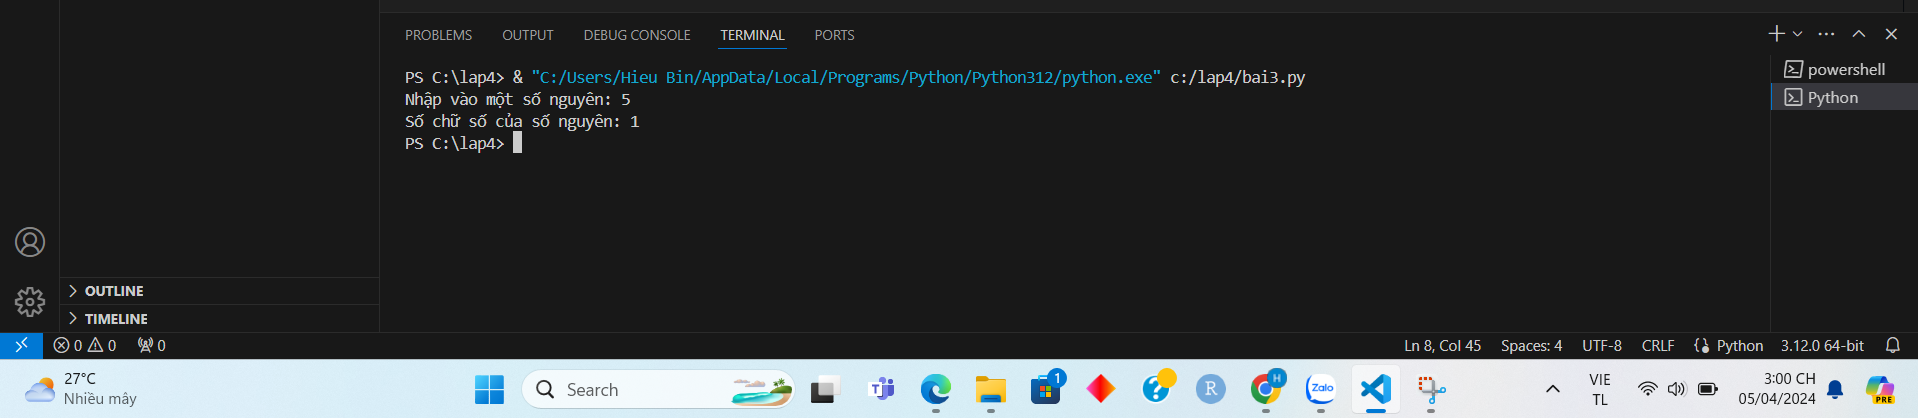 PROBLEMS OUTPUT DEBUG CONSOLE TERMINAL PORTS
PS C:\lap4> & "C:/Users/Hieu Bin/AppData/Local/Programs/Python/Python312/python.exe" c:/lap4/bai3.py
Nhập vào một số nguyên: 5
Số chữ số của số nguyên: 1
PS C:\lap4>
powershell
Python
OUTLINE
TIMELINE
0 0 0 Ln 8, Col 45 Spaces: 4 UTF-8 CRLF Python 3.12.0 64-bit
27°C
Nhiều mây
Search
1
R
H
Zalo
VIE
TL
3:00 CH
05/04/2024
PRE